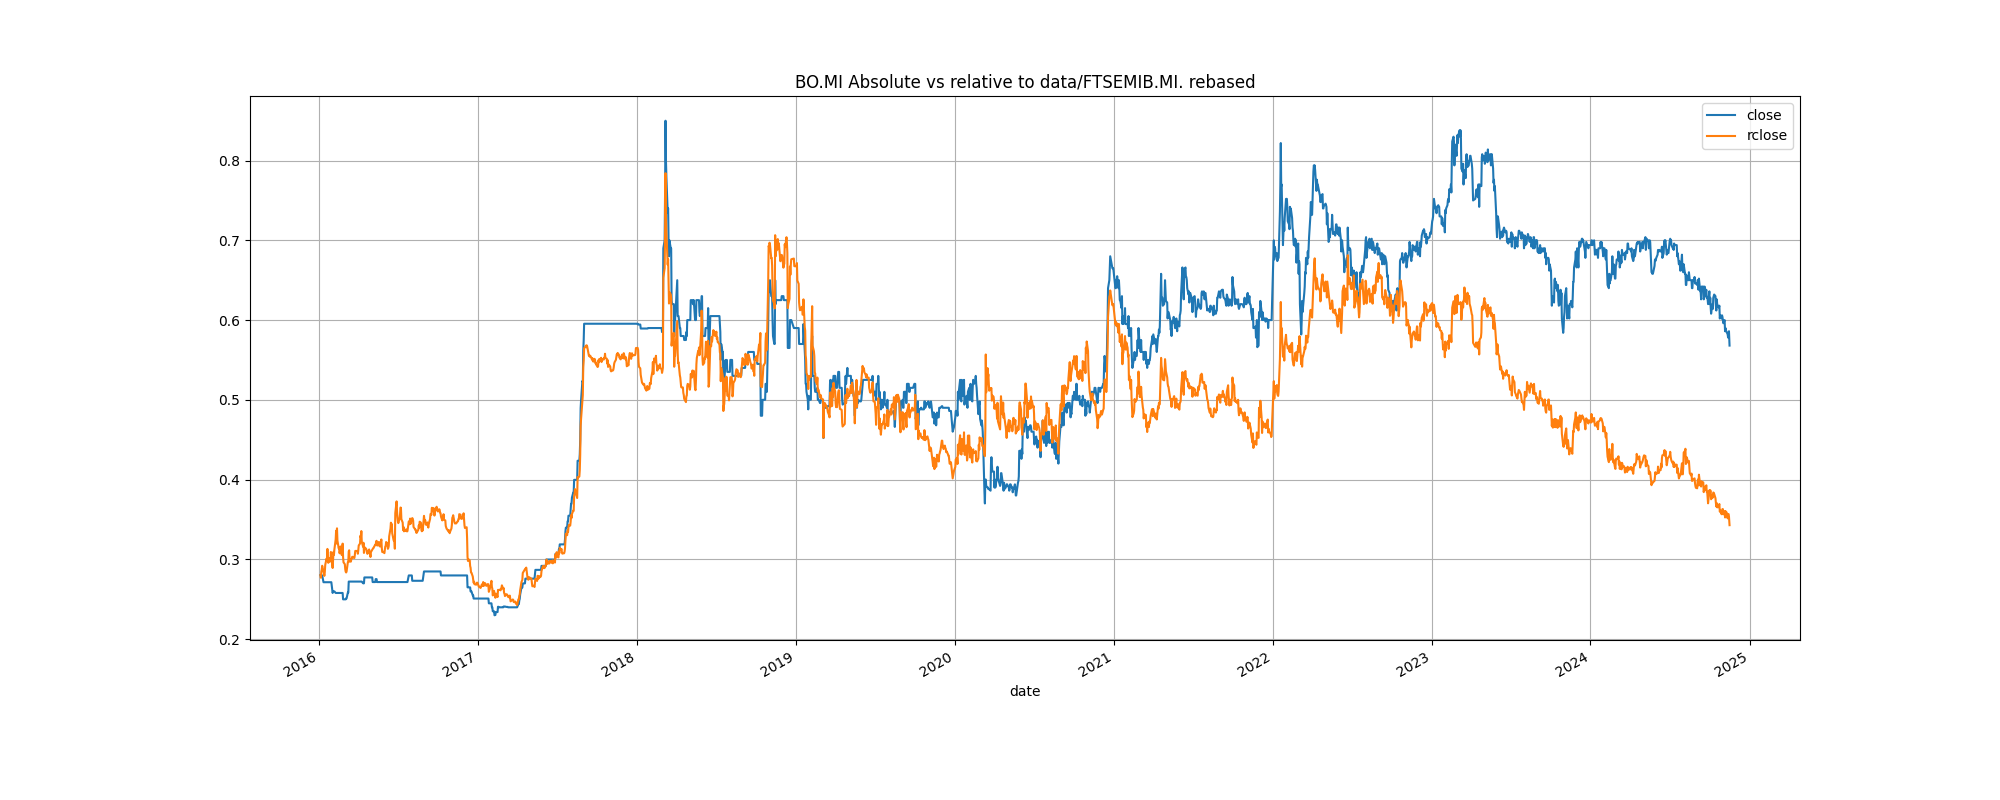 BO.MI Absolute vs relative to data/FTSEMIB.MI. rebased
close
rclose
0.8
0.7
0.6
0.5
0.4
0.3
0.2
2016 2017 2018 2019 2020 2021 2022 2023 2024 2025
date